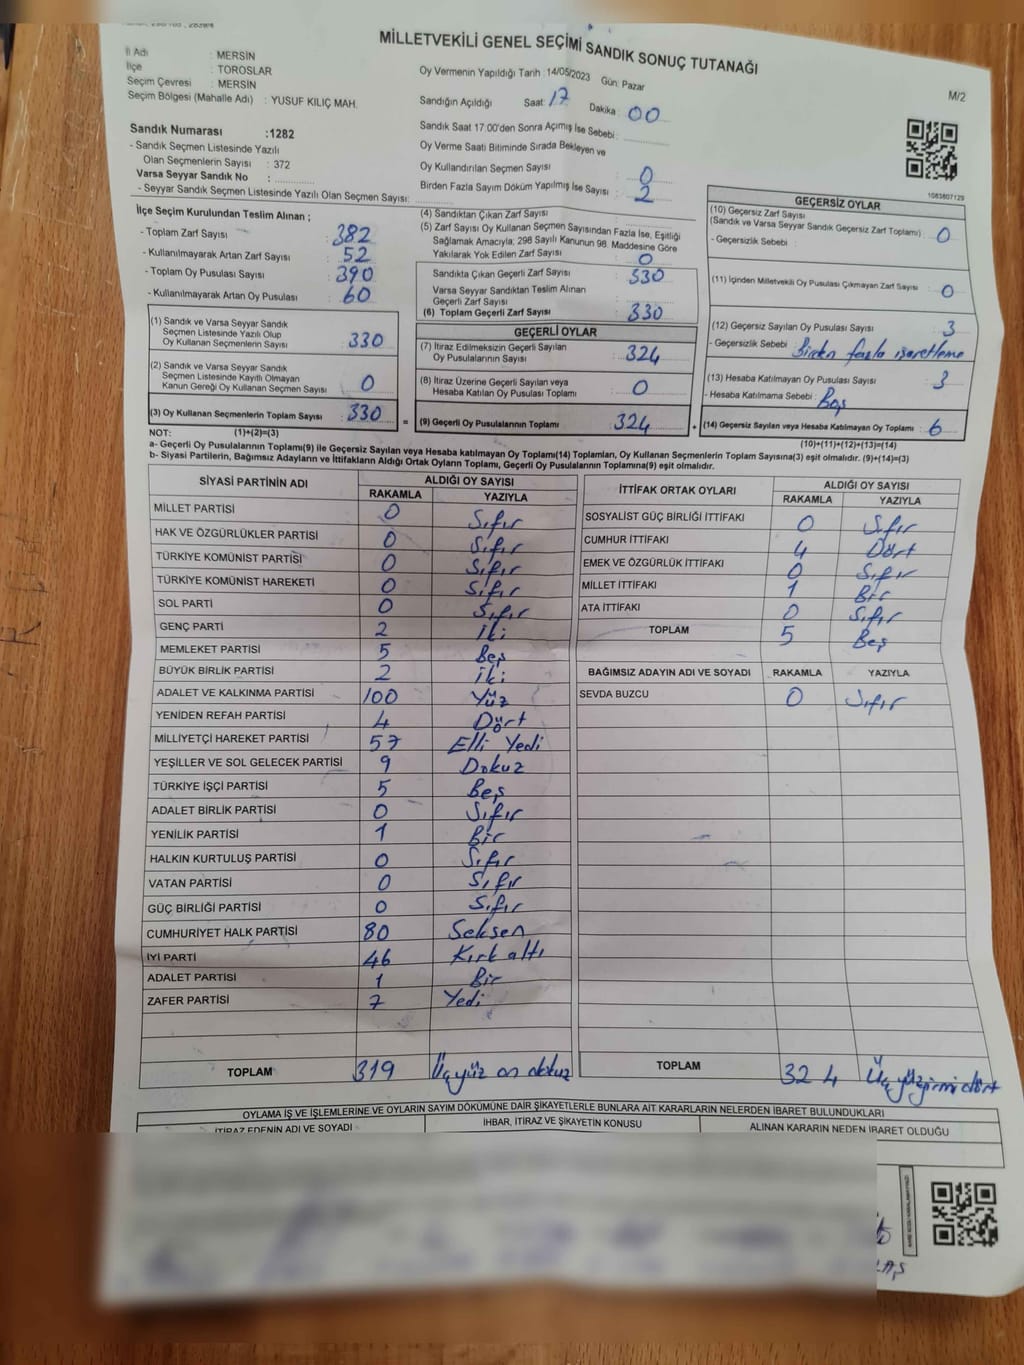 MİLLETVEKİLİ GENEL SEÇİMİ SANDIK SONUÇ TUTANAĞI
M/2
İl Adı : MERSİN
İlçe : TOROSLAR
Seçim Çevresi : MERSİN
Seçim Bölgesi (Mahalle Adı) : YUSUF KILIÇ MAH.
Oy Vermenin Yapıldığı Tarih : 14/05/2023 Gün: Pazar
Sandığın Açıldığı Saat: 17 Dakika : 00
Sandık Saat 17:00'den Sonra Açılmış İse Sebebi:
Oy Verme Saati Bitiminde Sırada Bekleyen ve
Oy Kullandırılan Seçmen Sayısı : 0
Birden Fazla Sayım Döküm Yapılmış İse Sayısı : 2
Sandık Numarası :1282
- Sandık Seçmen Listesinde Yazılı
Olan Seçmenlerin Sayısı : 372
Varsa Seyyar Sandık No :
- Seyyar Sandık Seçmen Listesinde Yazılı Olan Seçmen Sayısı:
1083807129
İlçe Seçim Kurulundan Teslim Alınan ;
- Toplam Zarf Sayısı : 382
- Kullanılmayarak Artan Zarf Sayısı : 52
- Toplam Oy Pusulası Sayısı : 390
- Kullanılmayarak Artan Oy Pusulası : 60
(1) Sandık ve Varsa Seyyar Sandık
Seçmen Listesinde Yazılı Olup
Oy Kullanan Seçmenlerin Sayısı : 330
(2) Sandık ve Varsa Seyyar Sandık
Seçmen Listesinde Kayıtlı Olmayan
Kanun Gereği Oy Kullanan Seçmen Sayısı : 0
(3) Oy Kullanan Seçmenlerin Toplam Sayısı : 330
(4) Sandıktan Çıkan Zarf Sayısı :
(5) Zarf Sayısı Oy Kullanan Seçmen Sayısından Fazla İse, Eşitliği
Sağlamak Amacıyla; 298 Sayılı Kanunun 98. Maddesine Göre
Yakılarak Yok Edilen Zarf Sayısı : 0
Sandıkta Çıkan Geçerli Zarf Sayısı : 330
Varsa Seyyar Sandıktan Teslim Alınan
Geçerli Zarf Sayısı :
(6) Toplam Geçerli Zarf Sayısı : 330
GEÇERLİ OYLAR
(7) İtiraz Edilmeksizin Geçerli Sayılan
Oy Pusulalarının Sayısı : 324
(8) İtiraz Üzerine Geçerli Sayılan veya
Hesaba Katılan Oy Pusulası Toplamı : 0
= (9) Geçerli Oy Pusulalarının Toplamı : 324 +
GEÇERSİZ OYLAR
(10) Geçersiz Zarf Sayısı
(Sandık ve Varsa Seyyar Sandık Geçersiz Zarf Toplamı) : 0
- Geçersizlik Sebebi :
(11) İçinden Milletvekili Oy Pusulası Çıkmayan Zarf Sayısı : 0
(12) Geçersiz Sayılan Oy Pusulası Sayısı : 3
- Geçersizlik Sebebi : Birden fazla işaretleme
(13) Hesaba Katılmayan Oy Pusulası Sayısı : 3
- Hesaba Katılmama Sebebi : Boş
(14) Geçersiz Sayılan veya Hesaba Katılmayan Oy Toplamı : 6
NOT: (1)+(2)=(3)
(10)+(11)+(12)+(13)=(14)
a- Geçerli Oy Pusulalarının Toplamı(9) ile Geçersiz Sayılan veya Hesaba katılmayan Oy Toplamı(14) Toplamları, Oy Kullanan Seçmenlerin Toplam Sayısına(3) eşit olmalıdır. (9)+(14)=(3)
b- Siyasi Partilerin, Bağımsız Adayların ve İttifakların Aldığı Ortak Oyların Toplamı, Geçerli Oy Pusulalarının Toplamına(9) eşit olmalıdır.
SİYASİ PARTİNİN ADI ALDIĞI OY SAYISI
RAKAMLA YAZIYLA
MİLLET PARTİSİ 0 Sıfır
HAK VE ÖZGÜRLÜKLER PARTİSİ 0 Sıfır
TÜRKİYE KOMÜNİST PARTİSİ 0 Sıfır
TÜRKİYE KOMÜNİST HAREKETİ 0 Sıfır
SOL PARTİ 0 Sıfır
GENÇ PARTİ 2 İki
MEMLEKET PARTİSİ 5 Beş
BÜYÜK BİRLİK PARTİSİ 2 İki
ADALET VE KALKINMA PARTİSİ 100 Yüz
YENİDEN REFAH PARTİSİ 4 Dört
MİLLİYETÇİ HAREKET PARTİSİ 57 Elli Yedi
YEŞİLLER VE SOL GELECEK PARTİSİ 9 Dokuz
TÜRKİYE İŞÇİ PARTİSİ 5 Beş
ADALET BİRLİK PARTİSİ 0 Sıfır
YENİLİK PARTİSİ 1 Bir
HALKIN KURTULUŞ PARTİSİ 0 Sıfır
VATAN PARTİSİ 0 Sıfır
GÜÇ BİRLİĞİ PARTİSİ 0 Sıfır
CUMHURİYET HALK PARTİSİ 80 Seksen
İYİ PARTİ 46 Kırk altı
ADALET PARTİSİ 1 Bir
ZAFER PARTİSİ 7 Yedi
TOPLAM 319 Üçyüz on dokuz
İTTİFAK ORTAK OYLARI ALDIĞI OY SAYISI
RAKAMLA YAZIYLA
SOSYALİST GÜÇ BİRLİĞİ İTTİFAKI 0 Sıfır
CUMHUR İTTİFAKI 4 Dört
EMEK VE ÖZGÜRLÜK İTTİFAKI 0 Sıfır
MİLLET İTTİFAKI 1 Bir
ATA İTTİFAKI 0 Sıfır
TOPLAM 5 Beş
BAĞIMSIZ ADAYIN ADI VE SOYADI RAKAMLA YAZIYLA
SEVDA BUZCU 0 Sıfır
TOPLAM 324 Üçyüzyirmidört
OYLAMA İŞ VE İŞLEMLERİNE VE OYLARIN SAYIM DÖKÜMÜNE DAİR ŞİKAYETLERLE BUNLARA AİT KARARLARIN NELERDEN İBARET BULUNDUKLARI
İTİRAZ EDENİN ADI VE SOYADI İHBAR, İTİRAZ VE ŞİKAYETİN KONUSU ALINAN KARARIN NEDEN İBARET OLDUĞU